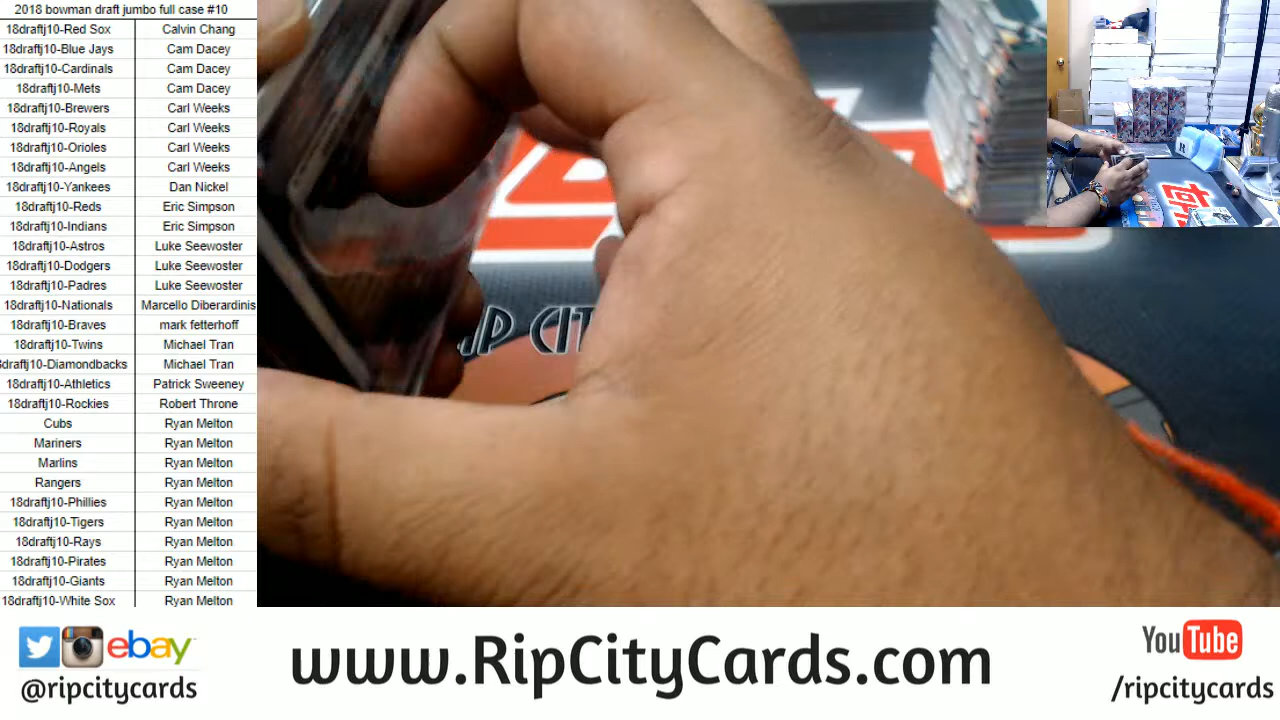 2018 bowman draft jumbo full case #10
18draftj10-Red Sox Calvin Chang
18draftj10-Blue Jays Cam Dacey
18draftj10-Cardinals Cam Dacey
18draftj10-Mets Cam Dacey
18draftj10-Brewers Carl Weeks
18draftj10-Royals Carl Weeks
18draftj10-Orioles Carl Weeks
18draftj10-Angels Carl Weeks
18draftj10-Yankees Dan Nickel
18draftj10-Reds Eric Simpson
18draftj10-Indians Eric Simpson
18draftj10-Astros Luke Seewoster
18draftj10-Dodgers Luke Seewoster
18draftj10-Padres Luke Seewoster
18draftj10-Nationals Marcello Diberardinis
18draftj10-Braves mark fetterhoff
18draftj10-Twins Michael Tran
draftj10-Diamondbacks Michael Tran
18draftj10-Athletics Patrick Sweeney
18draftj10-Rockies Robert Throne
Cubs Ryan Melton
Mariners Ryan Melton
Marlins Ryan Melton
Rangers Ryan Melton
18draftj10-Phillies Ryan Melton
18draftj10-Tigers Ryan Melton
18draftj10-Rays Ryan Melton
18draftj10-Pirates Ryan Melton
18draftj10-Giants Ryan Melton
18draftj10-White Sox Ryan Melton
IP CIT
ebay
@ripcitycards
www.RipCityCards.com
YouTube
/ripcitycards